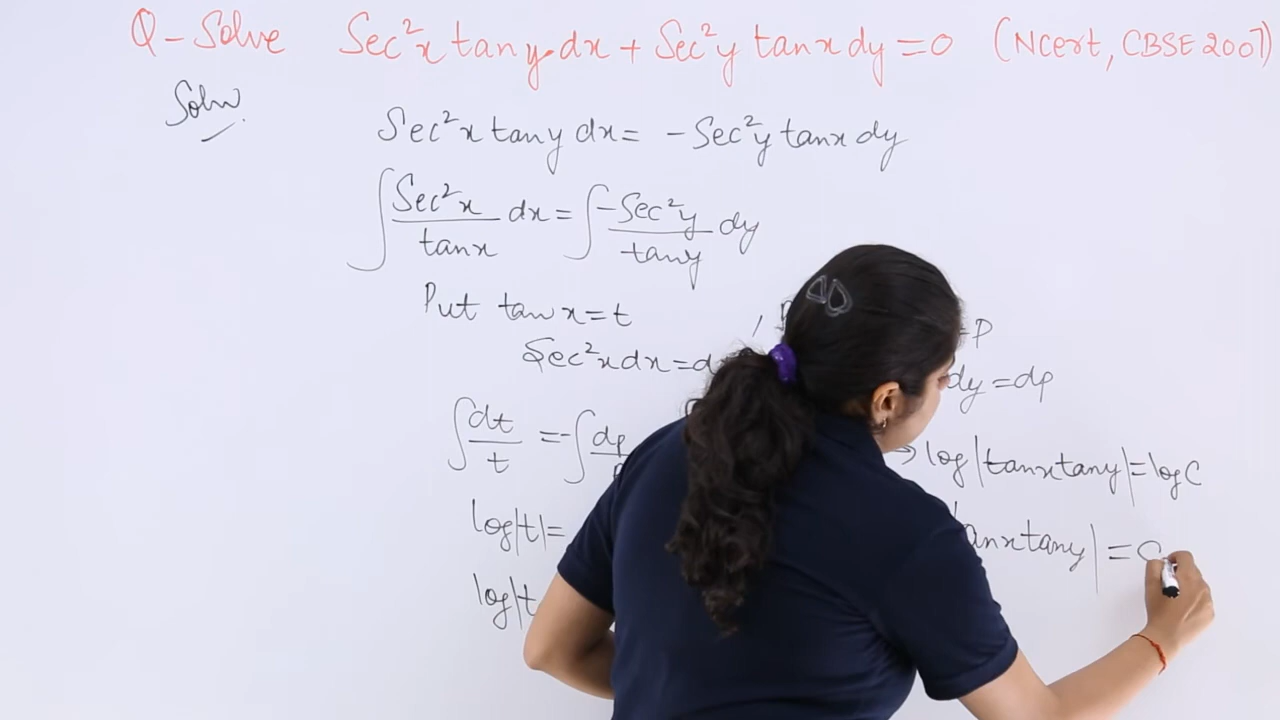 Q - Solve Sec²x tany dx + Sec²y tanx dy = 0 (Ncert, CBSE 2007)
Soln.
Sec²x tany dx = -Sec²y tanx dy
∫ Sec²x / tanx dx = ∫ -Sec²y / tany dy
Put tanx = t
Sec²x dx = d
∫ dt / t = -∫ dp
log|t| =
log|t
P
dy = dp
→ log|tanx tany| = log C
anx tany| = C